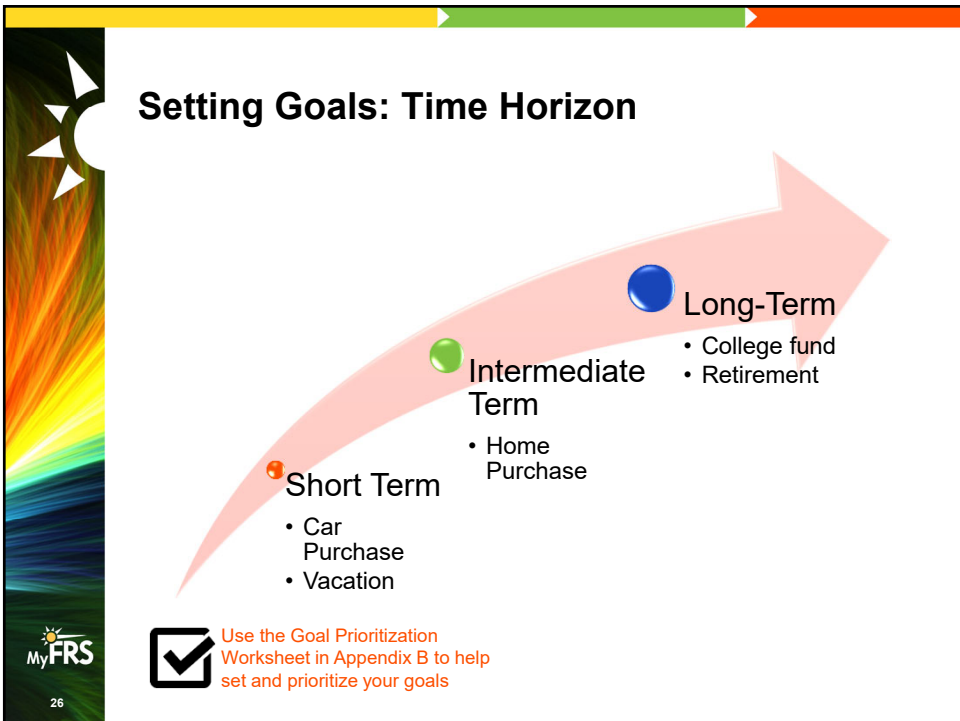 Setting Goals: Time Horizon
Long-Term
• College fund
• Retirement
Intermediate
Term
• Home
Purchase
Short Term
• Car
Purchase
• Vacation
Use the Goal Prioritization
Worksheet in Appendix B to help
set and prioritize your goals
MyFRS
26